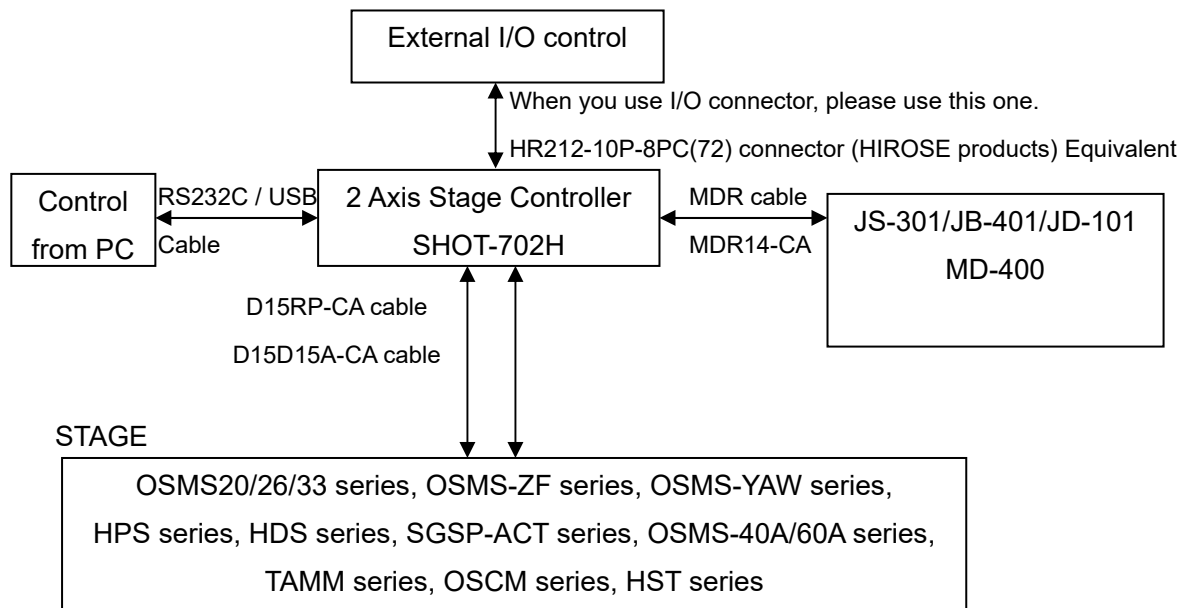 External I/O control
When you use I/O connector, please use this one.
HR212-10P-8PC(72) connector (HIROSE products) Equivalent
Control
from PC
RS232C / USB
Cable
2 Axis Stage Controller
SHOT-702H
MDR cable
MDR14-CA
JS-301/JB-401/JD-101
MD-400
D15RP-CA cable
D15D15A-CA cable
STAGE
OSMS20/26/33 series, OSMS-ZF series, OSMS-YAW series,
HPS series, HDS series, SGSP-ACT series, OSMS-40A/60A series,
TAMM series, OSCM series, HST series